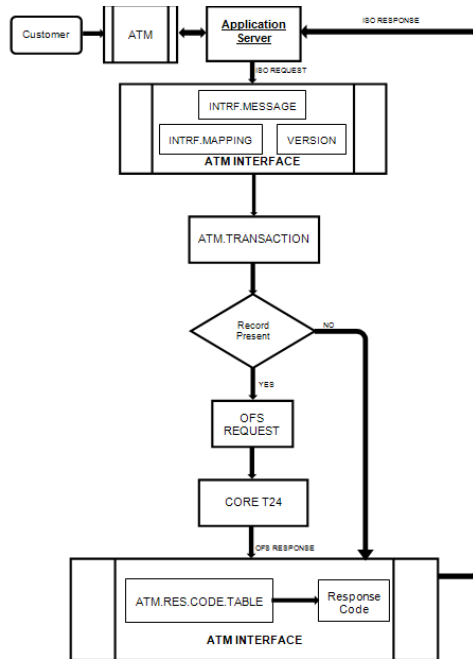 Customer
ATM
Application
Server
ISO RESPONSE
ISO REQUEST
INTRF.MESSAGE
INTRF.MAPPING
VERSION
ATM INTERFACE
ATM.TRANSACTION
Record
Present
NO
YES
OFS
REQUEST
CORE T24
OFS RESPONSE
ATM.RES.CODE.TABLE
Response
Code
ATM INTERFACE